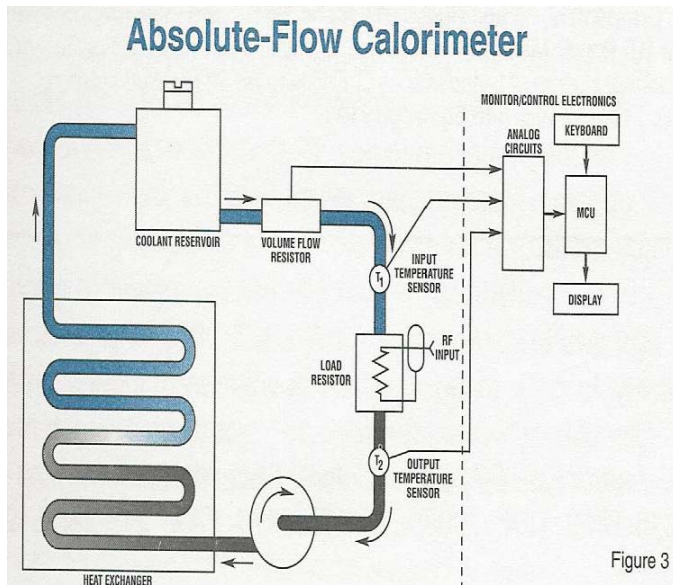 Absolute-Flow Calorimeter
MONITOR/CONTROL ELECTRONICS
ANALOG
CIRCUITS
KEYBOARD
MCU
DISPLAY
COOLANT RESERVOIR
VOLUME FLOW
RESISTOR
T1
INPUT
TEMPERATURE
SENSOR
LOAD
RESISTOR
RF
INPUT
T2
OUTPUT
TEMPERATURE
SENSOR
HEAT EXCHANGER
Figure 3